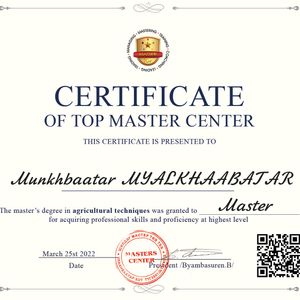 CERTIFICATE
OF TOP MASTER CENTER
THIS CERTIFICATE IS PRESENTED TO
Munkhbaatar MYALKHAABATAR
The master's degree in agricultural techniques was granted to Master
for acquiring professional skills and proficiency at highest level
March 25st 2022
Date
MASTERS
CENTER
President /Byambasuren.B/